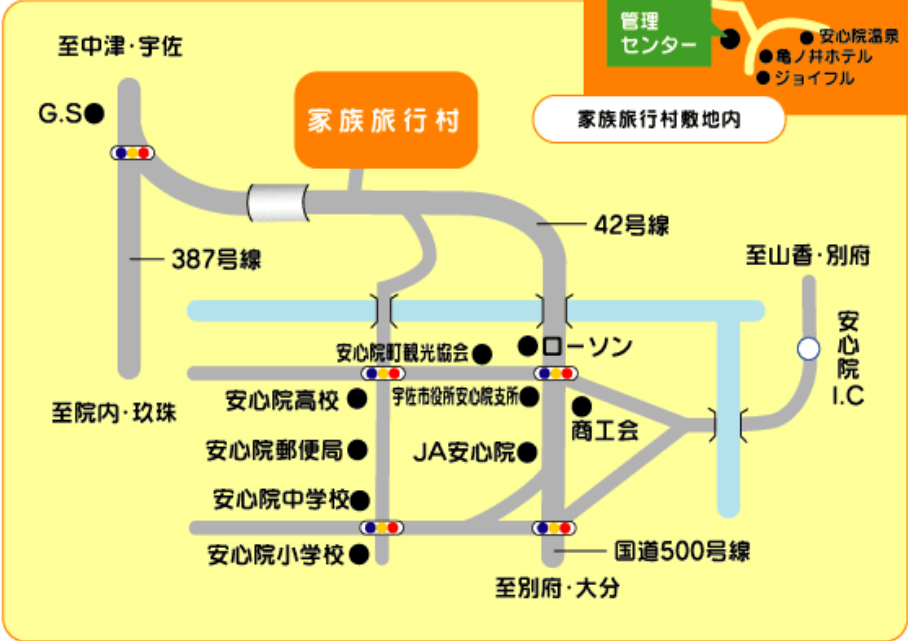 管理
センター
安心院温泉
亀ノ井ホテル
ジョイフル
家族旅行村敷地内
至中津・宇佐
G.S
家族旅行村
42号線
387号線
至山香・別府
安心院I.C
ローソン
安心院町観光協会
安心院高校
宇佐市役所安心院支所
商工会
至院内・玖珠
安心院郵便局
JA安心院
安心院中学校
安心院小学校
国道500号線
至別府・大分